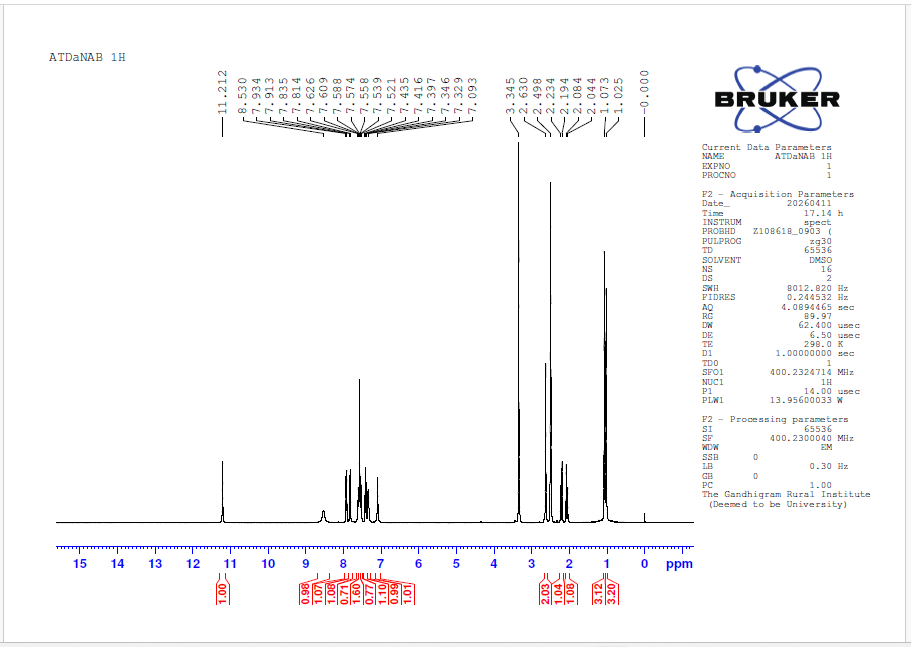 ATDaNAB 1H
11.212
8.530
7.934
7.913
7.835
7.814
7.626
7.609
7.588
7.574
7.558
7.539
7.521
7.435
7.416
7.397
7.346
7.329
7.093
3.345
2.630
2.498
2.234
2.194
2.084
2.044
1.073
1.025
-0.000
BRUKER
Current Data Parameters
NAME ATDaNAB 1H
EXPNO 1
PROCNO 1
F2 - Acquisition Parameters
Date_ 20260411
Time 17.14 h
INSTRUM spect
PROBHD Z108618_0903 (
PULPROG zg30
TD 65536
SOLVENT DMSO
NS 16
DS 2
SWH 8012.820 Hz
FIDRES 0.244532 Hz
AQ 4.0894465 sec
RG 89.97
DW 62.400 usec
DE 6.50 usec
TE 298.0 K
D1 1.00000000 sec
TD0 1
SFO1 400.2324714 MHz
NUC1 1H
P1 14.00 usec
PLW1 13.95600033 W
F2 - Processing parameters
SI 65536
SF 400.2300040 MHz
WDW EM
SSB 0
LB 0.30 Hz
GB 0
PC 1.00
The Gandhigram Rural Institute
(Deemed to be University)
15 14 13 12 11 10 9 8 7 6 5 4 3 2 1 0 ppm
1.00
0.98
1.07
1.08
0.71
1.60
0.77
1.10
0.99
1.01
2.03
1.04
1.08
3.12
3.20